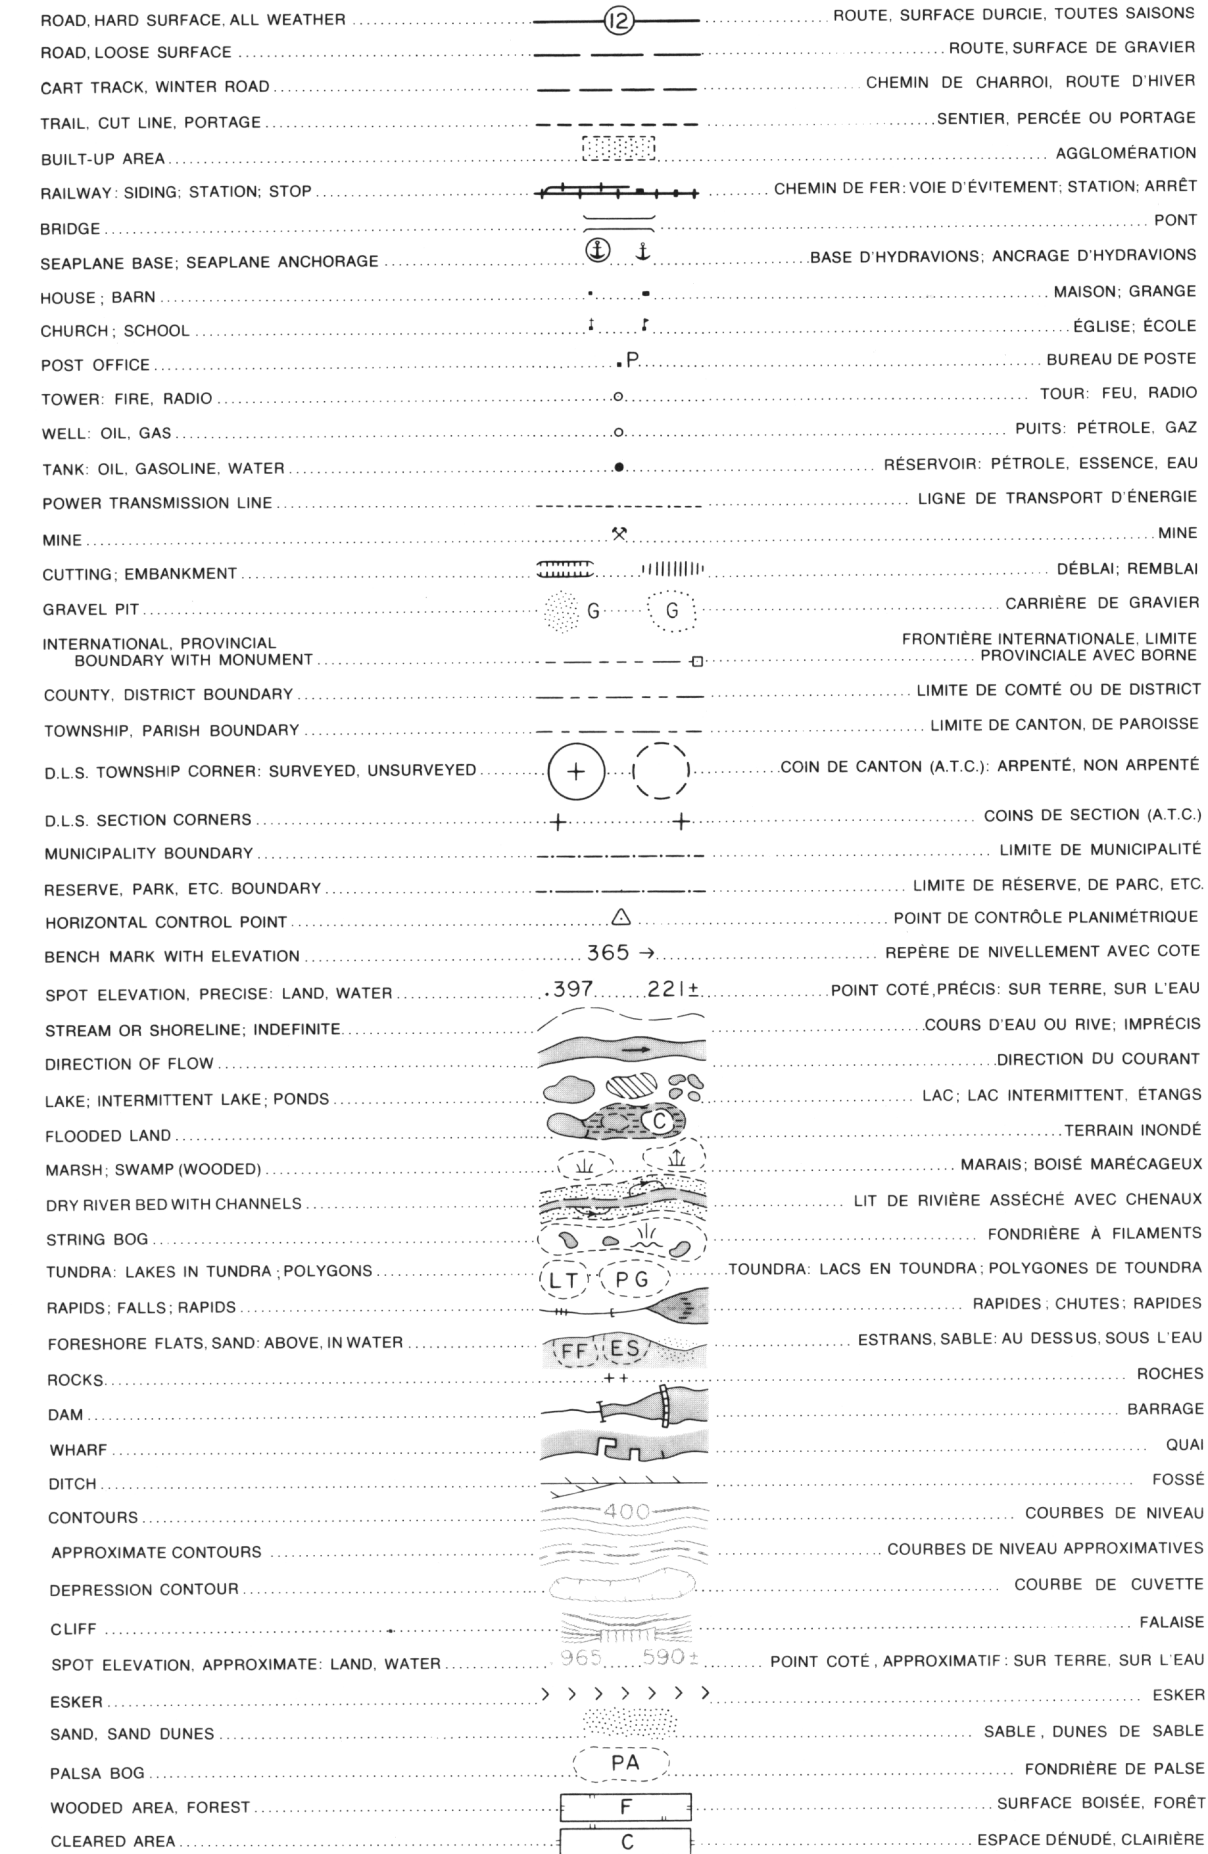 ROAD, HARD SURFACE, ALL WEATHER 12 ROUTE, SURFACE DURCIE, TOUTES SAISONS
ROAD, LOOSE SURFACE ROUTE, SURFACE DE GRAVIER
CART TRACK, WINTER ROAD CHEMIN DE CHARROI, ROUTE D'HIVER
TRAIL, CUT LINE, PORTAGE SENTIER, PERCÉE OU PORTAGE
BUILT-UP AREA AGGLOMÉRATION
RAILWAY: SIDING; STATION; STOP CHEMIN DE FER: VOIE D'ÉVITEMENT; STATION; ARRÊT
BRIDGE PONT
SEAPLANE BASE; SEAPLANE ANCHORAGE BASE D'HYDRAVIONS; ANCRAGE D'HYDRAVIONS
HOUSE; BARN MAISON; GRANGE
CHURCH; SCHOOL ÉGLISE; ÉCOLE
POST OFFICE P BUREAU DE POSTE
TOWER: FIRE, RADIO TOUR: FEU, RADIO
WELL: OIL, GAS PUITS: PÉTROLE, GAZ
TANK: OIL, GASOLINE, WATER RÉSERVOIR: PÉTROLE, ESSENCE, EAU
POWER TRANSMISSION LINE LIGNE DE TRANSPORT D'ÉNERGIE
MINE MINE
CUTTING; EMBANKMENT DÉBLAI; REMBLAI
GRAVEL PIT G G CARRIÈRE DE GRAVIER
INTERNATIONAL, PROVINCIAL FRONTIÈRE INTERNATIONALE, LIMITE
BOUNDARY WITH MONUMENT PROVINCIALE AVEC BORNE
COUNTY, DISTRICT BOUNDARY LIMITE DE COMTÉ OU DE DISTRICT
TOWNSHIP, PARISH BOUNDARY LIMITE DE CANTON, DE PAROISSE
D.L.S. TOWNSHIP CORNER: SURVEYED, UNSURVEYED COIN DE CANTON (A.T.C.): ARPENTÉ, NON ARPENTÉ
D.L.S. SECTION CORNERS COINS DE SECTION (A.T.C.)
MUNICIPALITY BOUNDARY LIMITE DE MUNICIPALITÉ
RESERVE, PARK, ETC. BOUNDARY LIMITE DE RÉSERVE, DE PARC, ETC.
HORIZONTAL CONTROL POINT POINT DE CONTRÔLE PLANIMÉTRIQUE
BENCH MARK WITH ELEVATION 365 → REPÈRE DE NIVELLEMENT AVEC COTE
SPOT ELEVATION, PRECISE: LAND, WATER .397 221± POINT COTÉ, PRÉCIS: SUR TERRE, SUR L'EAU
STREAM OR SHORELINE; INDEFINITE COURS D'EAU OU RIVE; IMPRÉCIS
DIRECTION OF FLOW DIRECTION DU COURANT
LAKE; INTERMITTENT LAKE; PONDS LAC; LAC INTERMITTENT, ÉTANGS
FLOODED LAND C TERRAIN INONDÉ
MARSH; SWAMP (WOODED) MARAIS; BOISÉ MARÉCAGEUX
DRY RIVER BED WITH CHANNELS LIT DE RIVIÈRE ASSÉCHÉ AVEC CHENAUX
STRING BOG FONDRIÈRE À FILAMENTS
TUNDRA: LAKES IN TUNDRA; POLYGONS LT PG TOUNDRA: LACS EN TOUNDRA; POLYGONES DE TOUNDRA
RAPIDS; FALLS; RAPIDS RAPIDES; CHUTES; RAPIDES
FORESHORE FLATS, SAND: ABOVE, IN WATER FF ES ESTRANS, SABLE: AU DESSUS, SOUS L'EAU
ROCKS ROCHES
DAM BARRAGE
WHARF QUAI
DITCH FOSSÉ
CONTOURS 400 COURBES DE NIVEAU
APPROXIMATE CONTOURS COURBES DE NIVEAU APPROXIMATIVES
DEPRESSION CONTOUR COURBE DE CUVETTE
CLIFF FALAISE
SPOT ELEVATION, APPROXIMATE: LAND, WATER .965 590± POINT COTÉ, APPROXIMATIF: SUR TERRE, SUR L'EAU
ESKER ESKER
SAND, SAND DUNES SABLE, DUNES DE SABLE
PALSA BOG PA FONDRIÈRE DE PALSE
WOODED AREA, FOREST F SURFACE BOISÉE, FORÊT
CLEARED AREA C ESPACE DÉNUDÉ, CLAIRIÈRE